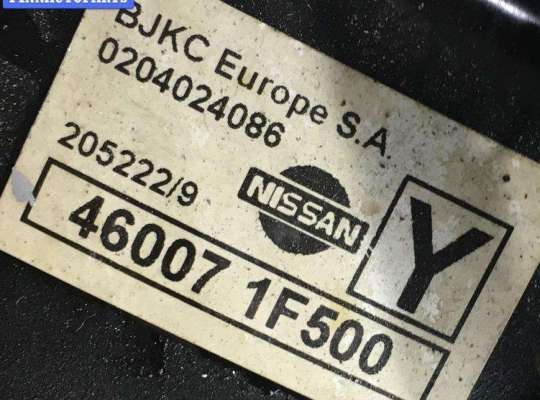 BJKC Europe S.A.
0204024086
205222/9
NISSAN
Y
46007 1F500